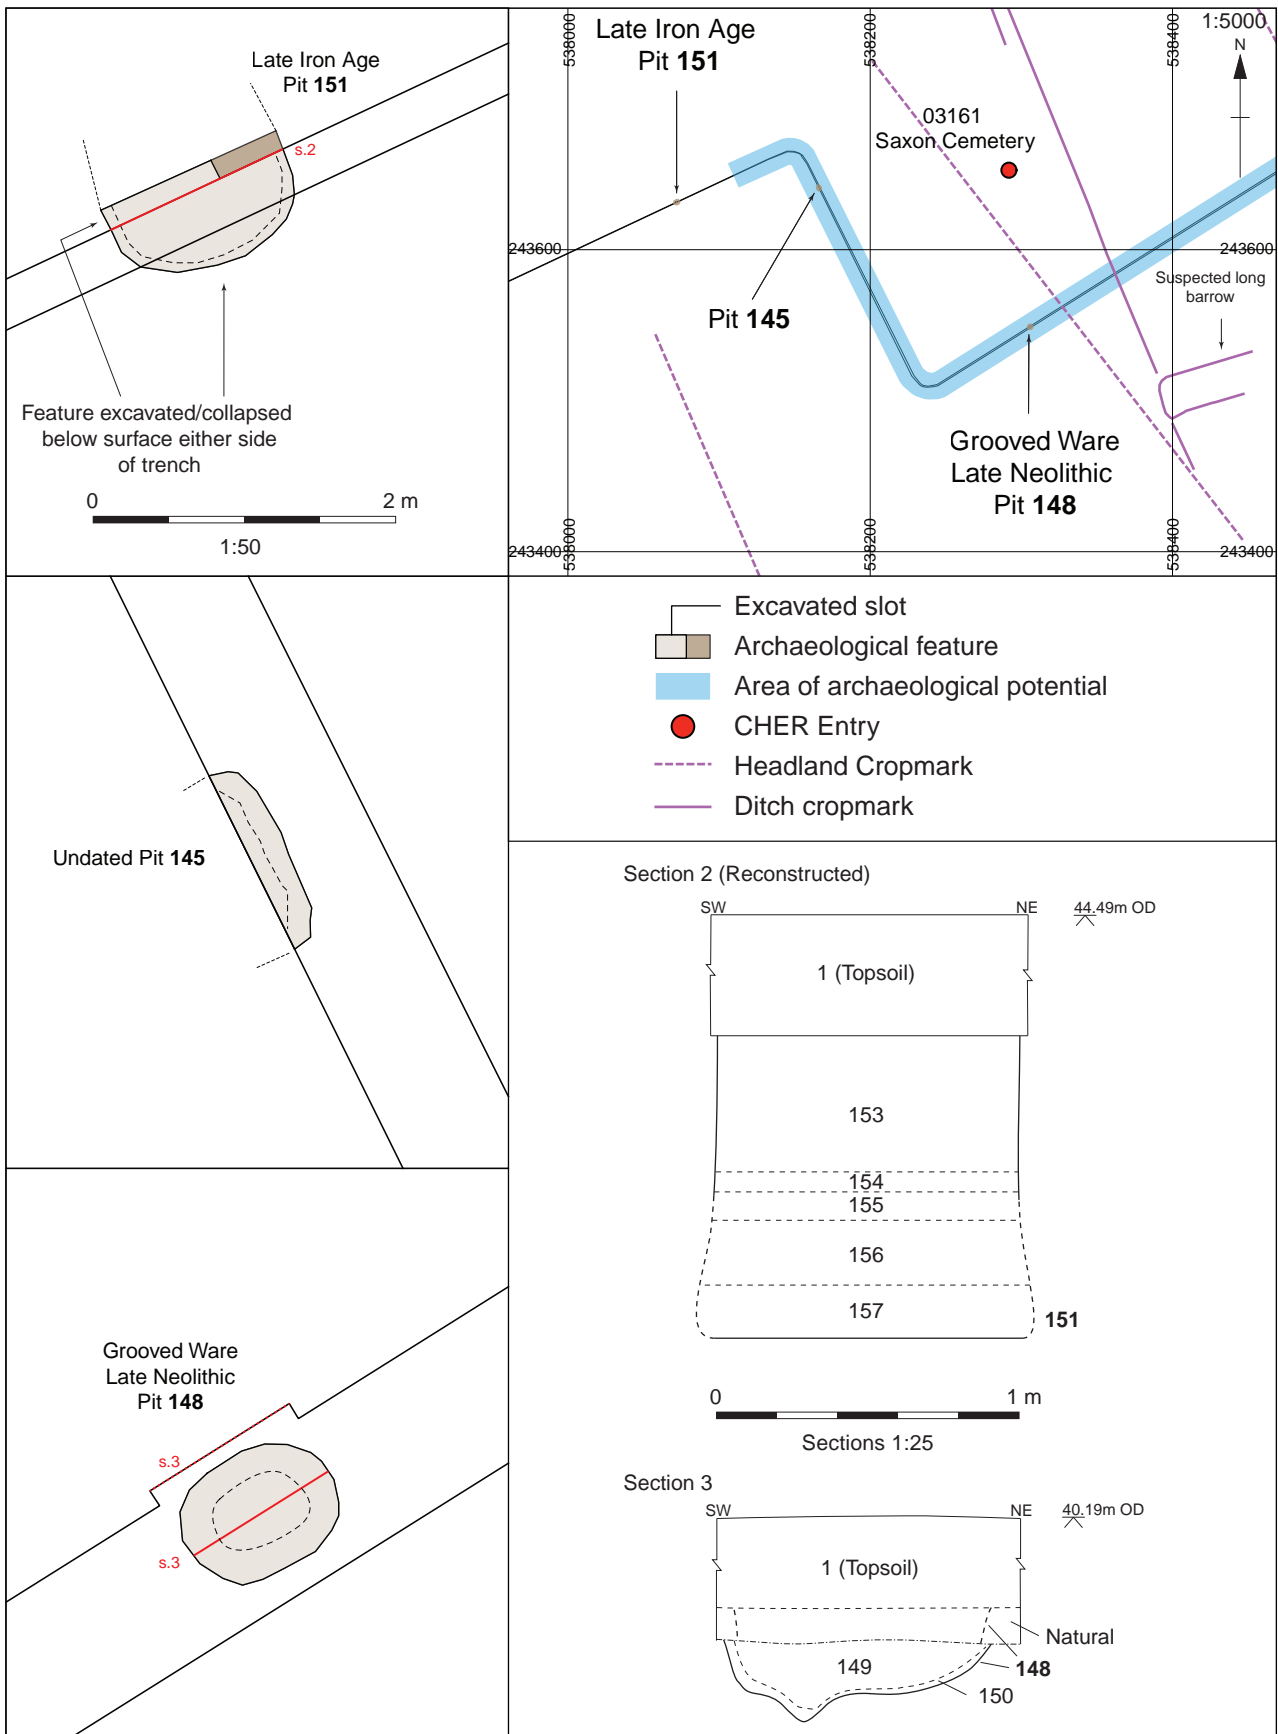 Late Iron Age
Pit 151
s.2
Feature excavated/collapsed
below surface either side
of trench
0 2 m
1:50
Late Iron Age
Pit 151
538000
538200
538400
1:5000
N
03161
Saxon Cemetery
243600
243600
Pit 145
Suspected long
barrow
Grooved Ware
Late Neolithic
Pit 148
243400
538000
538200
538400
243400
Excavated slot
Archaeological feature
Area of archaeological potential
CHER Entry
Headland Cropmark
Ditch cropmark
Undated Pit 145
Grooved Ware
Late Neolithic
Pit 148
s.3
s.3
Section 2 (Reconstructed)
SW NE 44.49m OD
1 (Topsoil)
153
154
155
156
157
151
0 1 m
Sections 1:25
Section 3
SW NE 40.19m OD
1 (Topsoil)
Natural
149
148
150